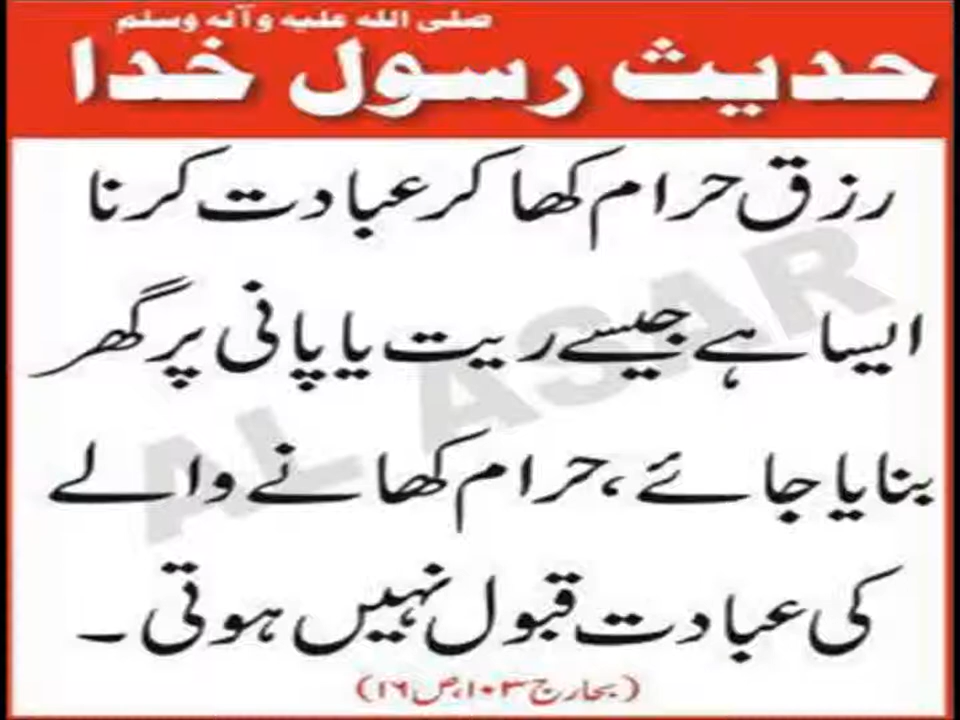 صلی اللہ علیہ وآلہ وسلم
حدیث رسول خدا
رزق حرام کھا کر عبادت کرنا
ایسا ہے جیسے ریت یا پانی پر گھر
بنایا جائے، حرام کھانے والے
کی عبادت قبول نہیں ہوتی ۔
(بحار ج ۱۰۳، ص ۱۶)
AL ASAR